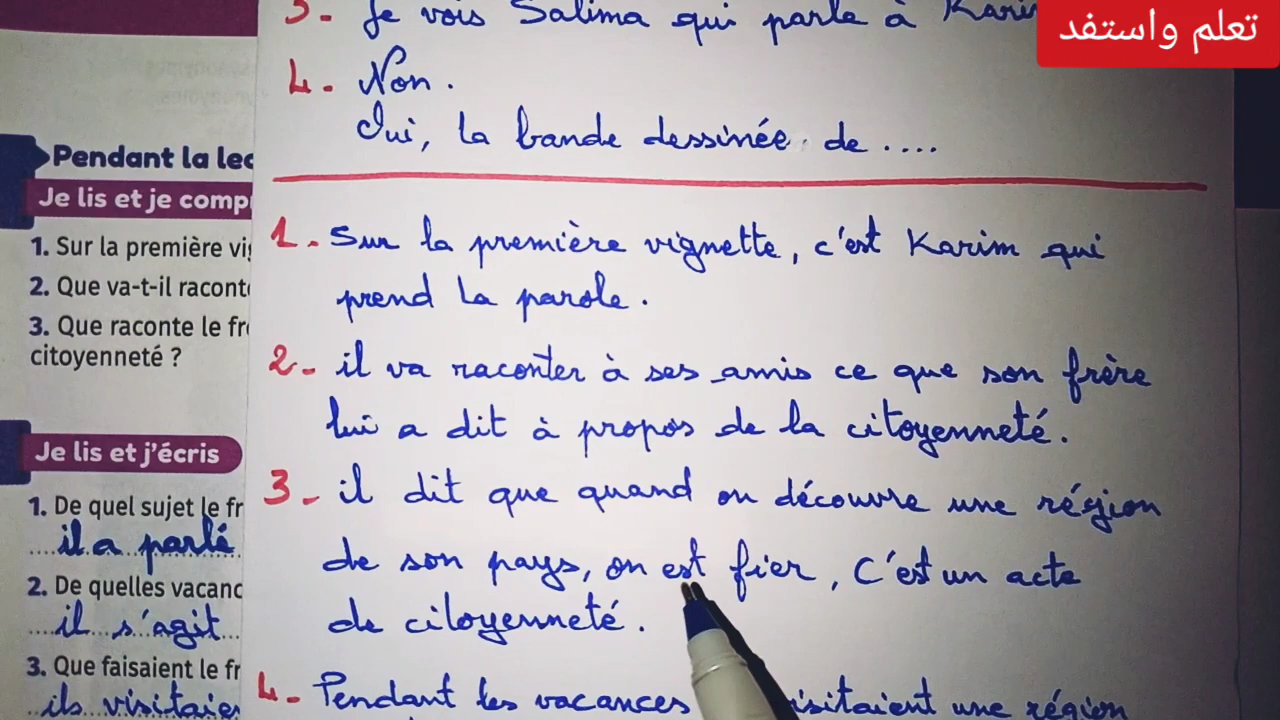 3. Je vois Salima qui parle à Karim
تعلم واستفد
4. Non.
Oui, la bande dessinée de ....
Pendant la lec
Je lis et je comp
1. Sur la première vi
2. Que va-t-il racont
3. Que raconte le fr
citoyenneté ?
Je lis et j'écris
1. De quel sujet le fr
il a parlé
2. De quelles vacanc
il s'agit
3. Que faisaient le fr
ils visitaie
1. Sur la première vignette, c'est Karim qui
prend la parole.
2. il va raconter à ses amis ce que son frère
lui a dit à propos de la citoyenneté.
3. il dit que quand on découvre une région
de son pays, on est fier, C'est un acte
de citoyenneté.
4. Pendant les vacances visitaient une région